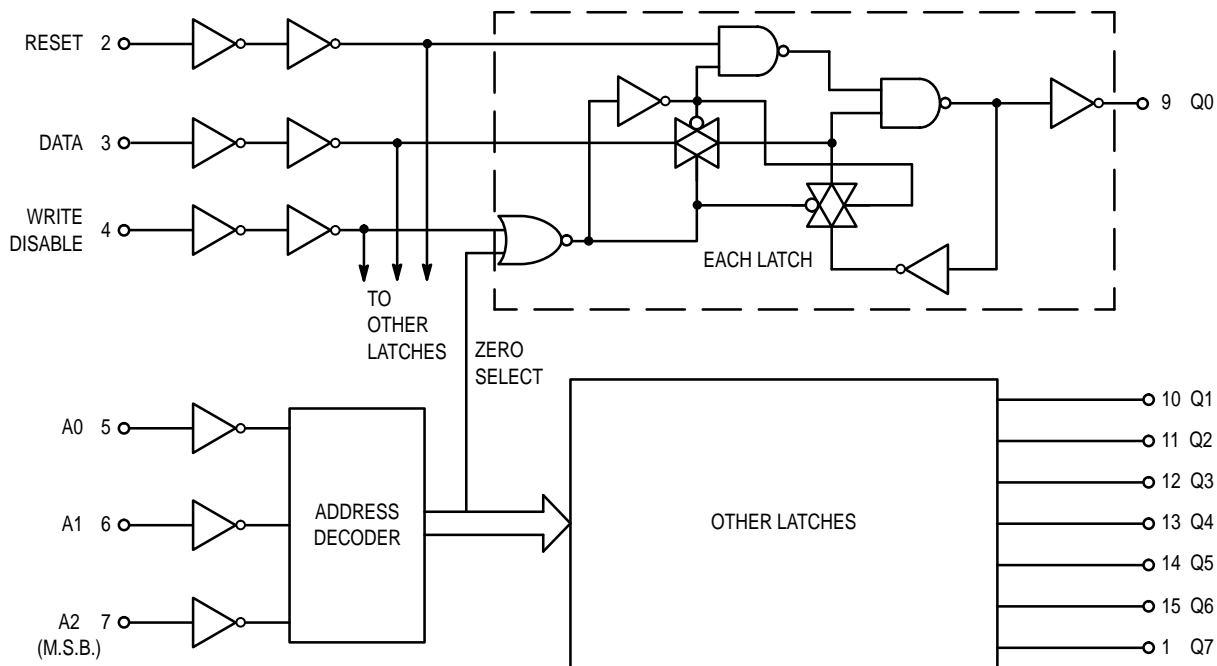 RESET 2
9 Q0
DATA 3
WRITE
DISABLE 4
EACH LATCH
TO
OTHER
LATCHES
ZERO
SELECT
A0 5
A1 6
A2 7
(M.S.B.)
ADDRESS
DECODER
OTHER LATCHES
10 Q1
11 Q2
12 Q3
13 Q4
14 Q5
15 Q6
1 Q7